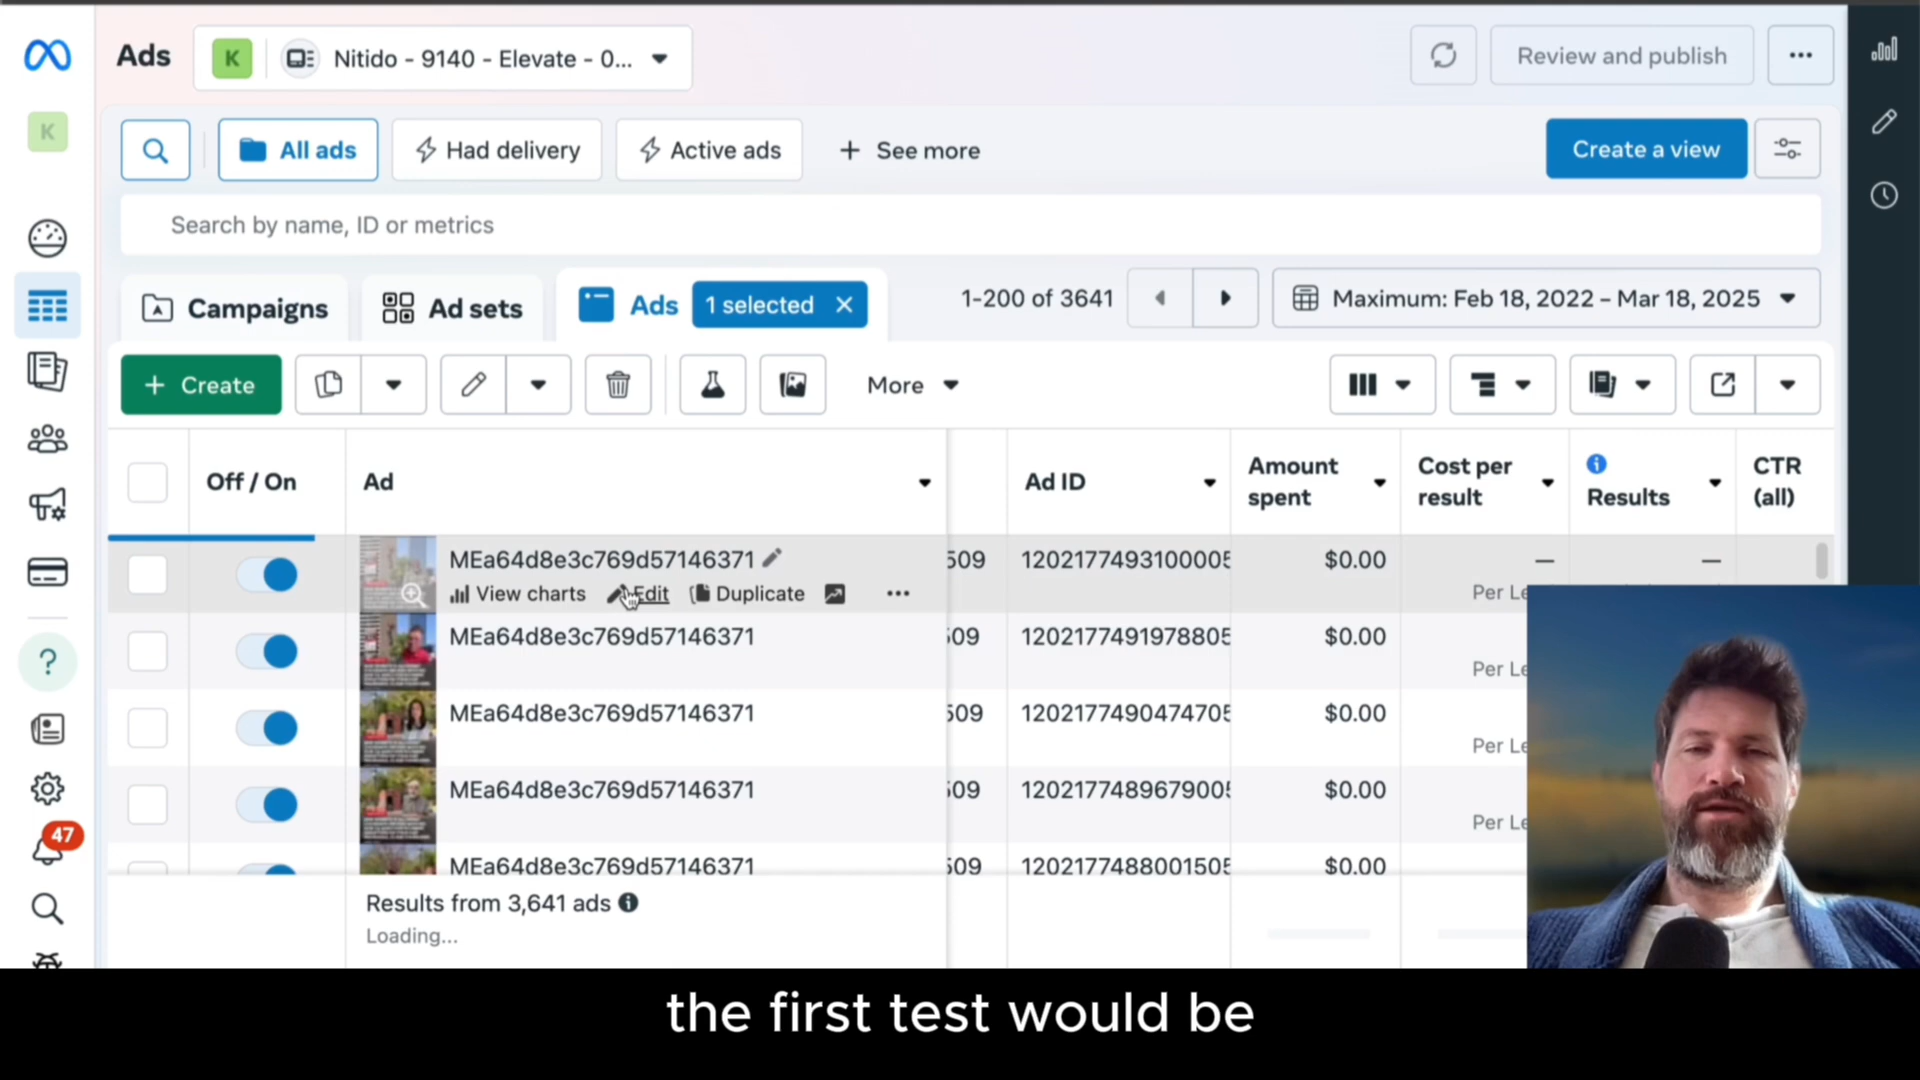 Ads
K
Nitido - 9140 - Elevate - 0...
Review and publish
K
All ads
Had delivery
Active ads
+ See more
Create a view
Search by name, ID or metrics
Campaigns
Ad sets
Ads
1 selected
1-200 of 3641
Maximum: Feb 18, 2022 – Mar 18, 2025
+ Create
More
Off / On
Ad
Ad ID
Amount spent
Cost per result
Results
CTR (all)
MEa64d8e3c769d57146371
509
1202177493100005
$0.00
—
—
View charts
Edit
Duplicate
Per Le
MEa64d8e3c769d57146371
509
1202177491978805
$0.00
Per Le
MEa64d8e3c769d57146371
509
1202177490474705
$0.00
Per Le
MEa64d8e3c769d57146371
509
1202177489679005
$0.00
Per Le
MEa64d8e3c769d57146371
509
1202177488001505
$0.00
?
47
Results from 3,641 ads
Loading...
the first test would be